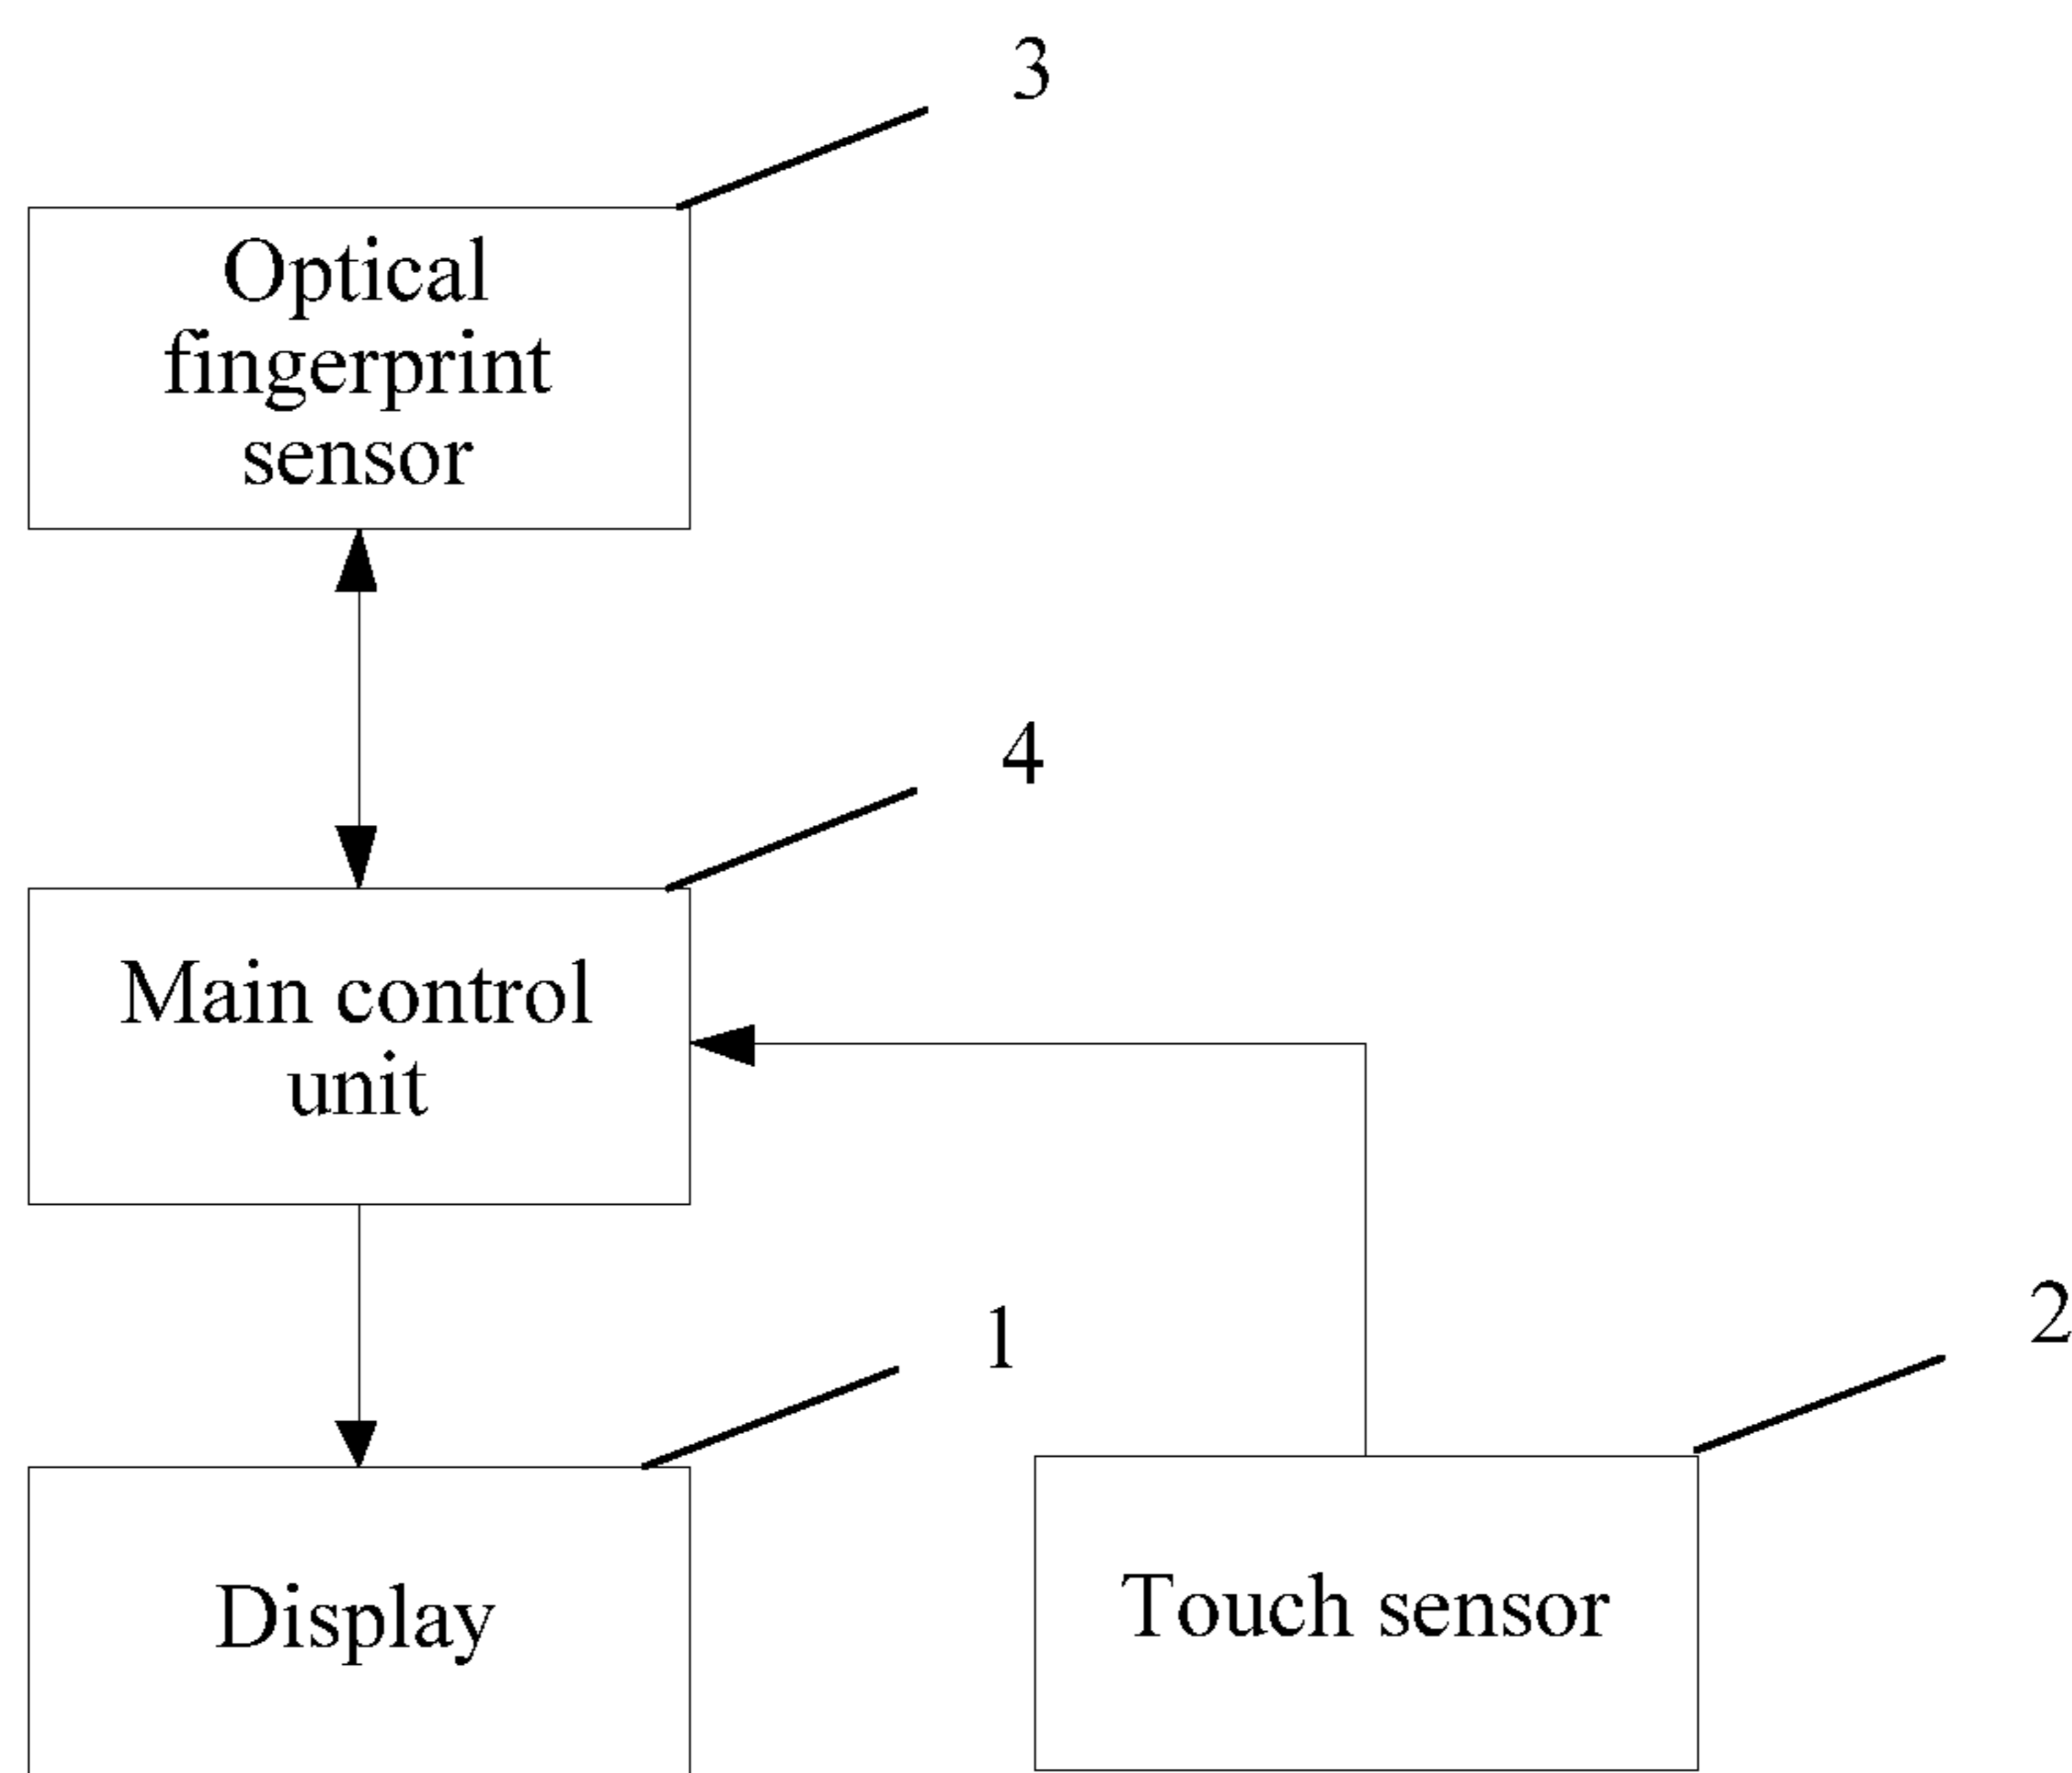 3
Optical
fingerprint
sensor
4
Main control
unit
1
2
Display
Touch sensor